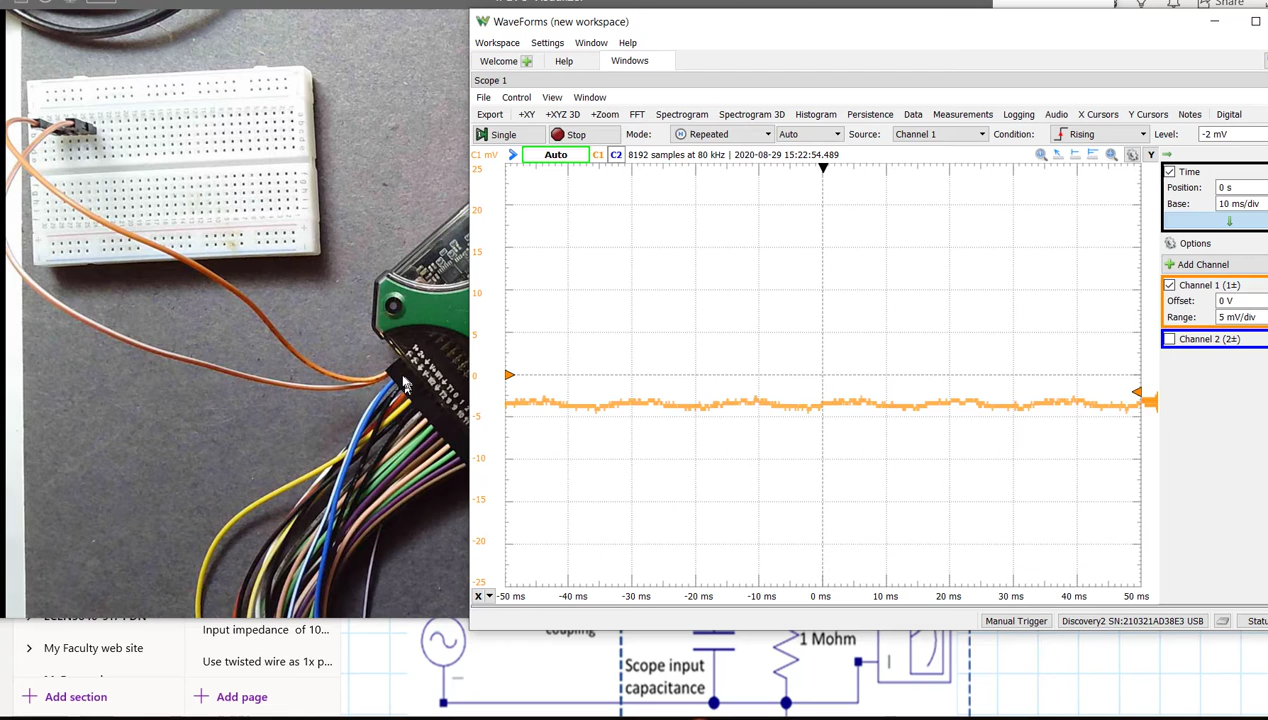 Share
WaveForms (new workspace)
Workspace Settings Window Help
Welcome Help Windows
Scope 1
File Control View Window
Export +XY +XYZ 3D +Zoom FFT Spectrogram Spectrogram 3D Histogram Persistence Data Measurements Logging Audio X Cursors Y Cursors Notes Digital
Single Stop Mode: Repeated Auto Source: Channel 1 Condition: Rising Level: -2 mV
C1 mV Auto C1 C2 8192 samples at 80 kHz | 2020-08-29 15:22:54.489 Y
25
20
15
10
5
0
-5
-10
-15
-20
-25
X -50 ms -40 ms -30 ms -20 ms -10 ms 0 ms 10 ms 20 ms 30 ms 40 ms 50 ms
Time
Position: 0 s
Base: 10 ms/div
Options
Add Channel
Channel 1 (1±)
Offset: 0 V
Range: 5 mV/div
Channel 2 (2±)
Manual Trigger Discovery2 SN:210321AD38E3 USB Statu
My Faculty web site
Add section
Input impedance of 10...
Use twisted wire as 1x p...
Add page
coupling
Scope input
capacitance
1 Mohm